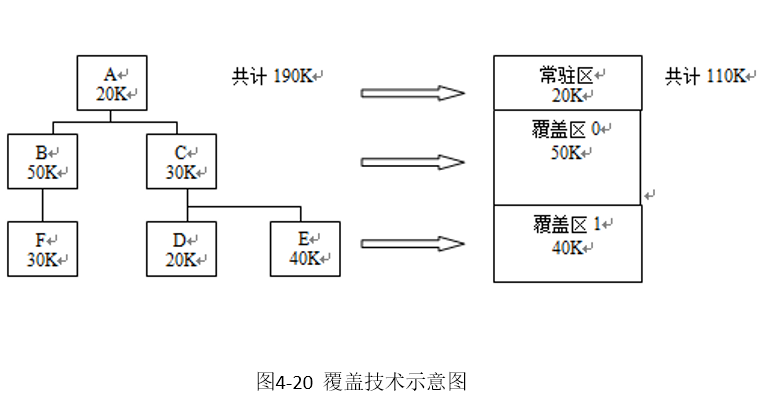 A↵
20K↵
共计 190K↵
常驻区↵
20K↵
共计 110K↵
B↵
50K↵
C↵
30K↵
覆盖区 0↵
50K↵
↵
F↵
30K↵
D↵
20K↵
E↵
40K↵
覆盖区 1↵
40K↵
图4-20 覆盖技术示意图